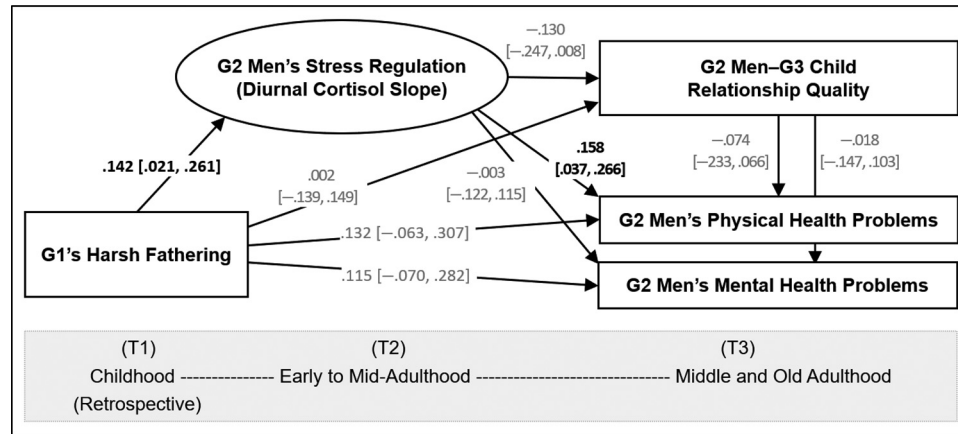 —.130
[—.247, .008]
G2 Men's Stress Regulation
(Diurnal Cortisol Slope)
G2 Men–G3 Child
Relationship Quality
.142 [.021, .261]
.002
[—.139, .149]
—.003
[—.122, .115]
.158
[.037, .266]
—.074
[—233, .066]
—.018
[—.147, .103]
G1's Harsh Fathering
.132 [—.063, .307]
G2 Men's Physical Health Problems
.115 [—.070, .282]
G2 Men's Mental Health Problems
(T1) (T2) (T3)
Childhood ------------- Early to Mid-Adulthood --------------------------- Middle and Old Adulthood
(Retrospective)